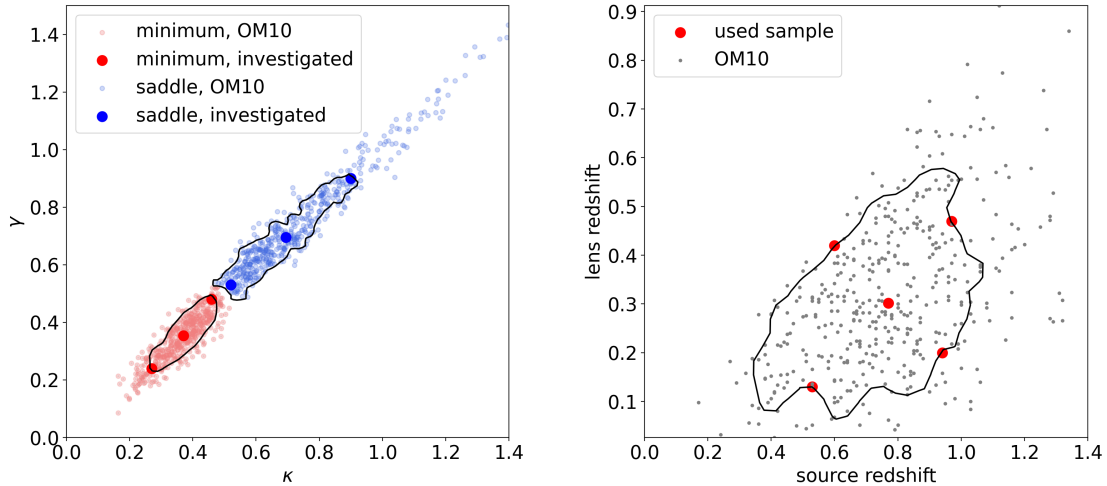 minimum, OM10
minimum, investigated
saddle, OM10
saddle, investigated
γ
1.4
1.2
1.0
0.8
0.6
0.4
0.2
0.0
0.0 0.2 0.4 0.6 0.8 1.0 1.2 1.4
κ
used sample
OM10
lens redshift
0.9
0.8
0.7
0.6
0.5
0.4
0.3
0.2
0.1
0.0 0.2 0.4 0.6 0.8 1.0 1.2 1.4
source redshift